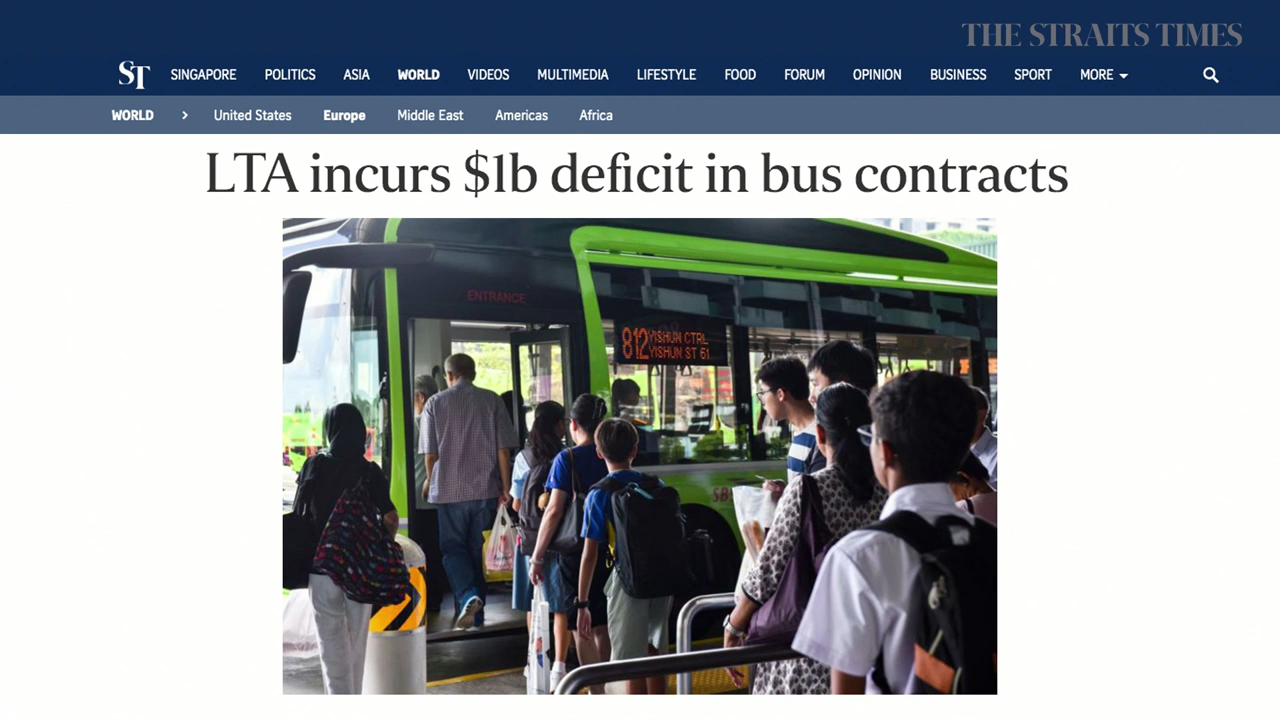 THE STRAITS TIMES
ST SINGAPORE POLITICS ASIA WORLD VIDEOS MULTIMEDIA LIFESTYLE FOOD FORUM OPINION BUSINESS SPORT MORE
WORLD > United States Europe Middle East Americas Africa
LTA incurs $1b deficit in bus contracts
ENTRANCE
812 YISHUN CTRL
YISHUN ST 61